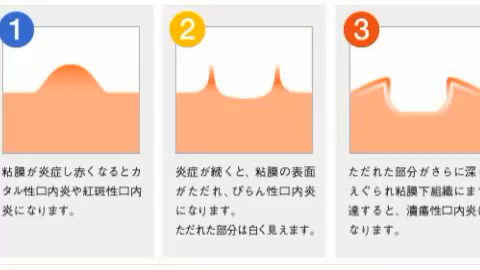 1
粘膜が炎症し赤くなるとカ
タル性口内炎や紅斑性口内
炎になります。
2
炎症が続くと、粘膜の表面
がただれ、びらん性口内炎
になります。
ただれた部分は白く見えます。
3
ただれた部分がさらに深
えぐられ粘膜下組織にま
達すると、潰瘍性口内炎
なります。